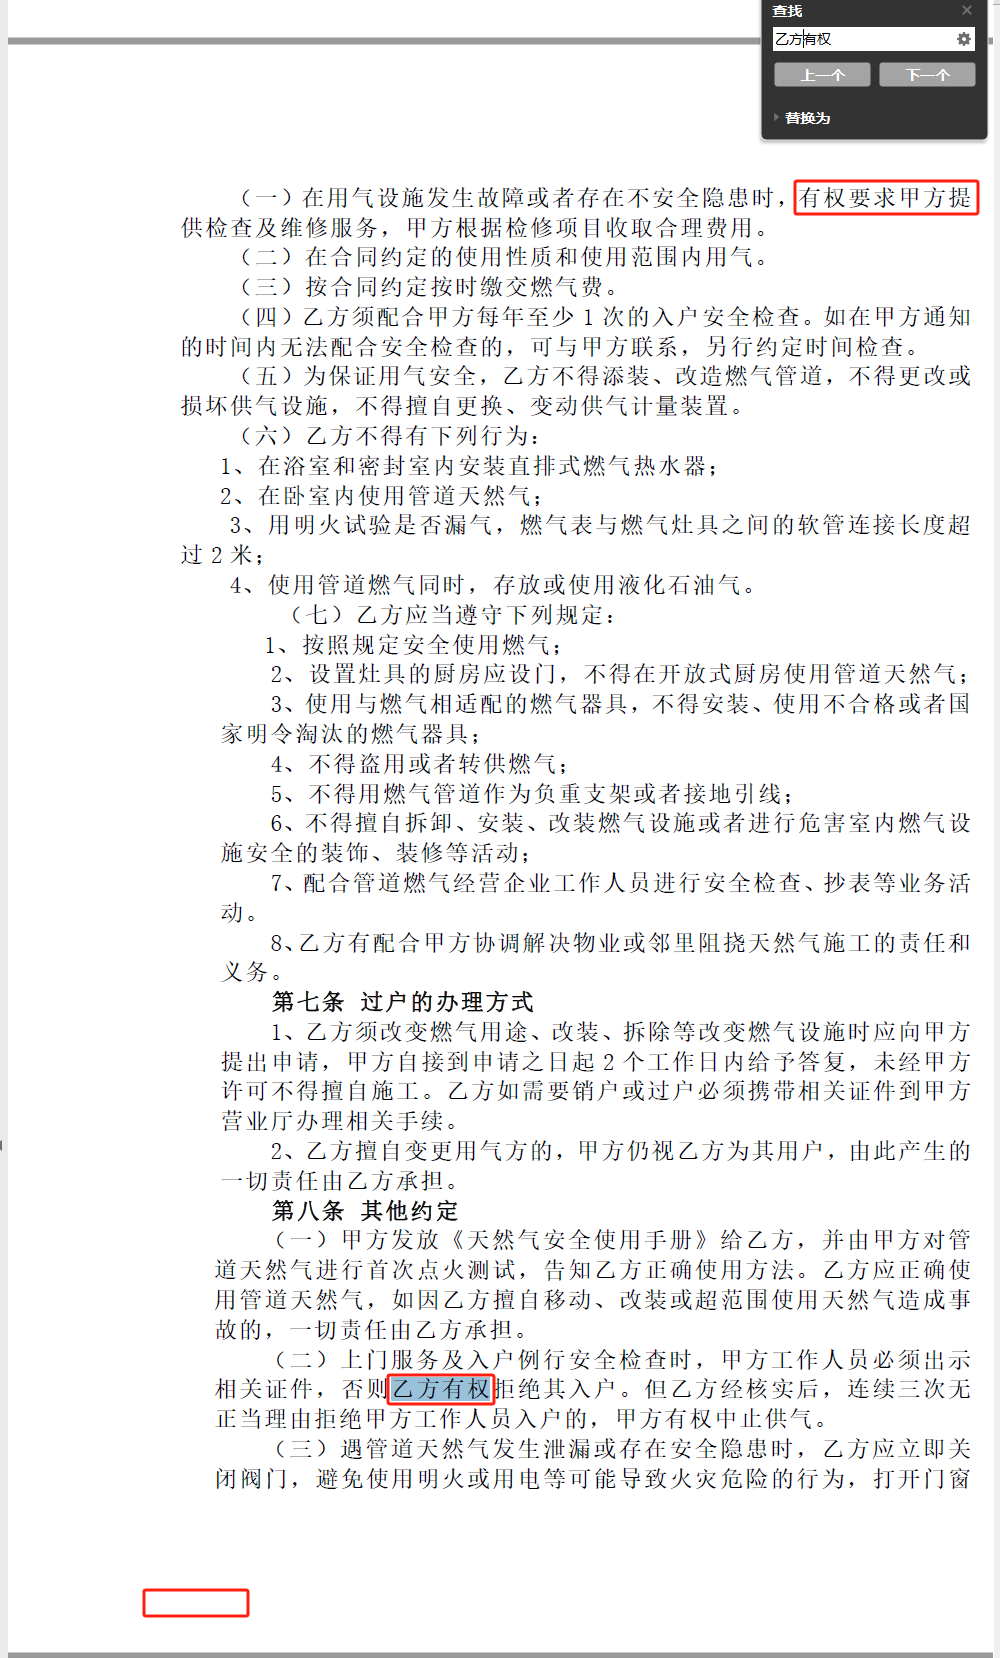 查找
乙方有权
上一个
下一个
替换为
（一）在用气设施发生故障或者存在不安全隐患时，有权要求甲方提
供检查及维修服务，甲方根据检修项目收取合理费用。
（二）在合同约定的使用性质和使用范围内用气。
（三）按合同约定按时缴交燃气费。
（四）乙方须配合甲方每年至少 1 次的入户安全检查。如在甲方通知
的时间内无法配合安全检查的，可与甲方联系，另行约定时间检查。
（五）为保证用气安全，乙方不得添装、改造燃气管道，不得更改或
损坏供气设施，不得擅自更换、变动供气计量装置。
（六）乙方不得有下列行为：
1、在浴室和密封室内安装直排式燃气热水器；
2、在卧室内使用管道天然气；
3、用明火试验是否漏气，燃气表与燃气灶具之间的软管连接长度超
过 2 米；
4、使用管道燃气同时，存放或使用液化石油气。
（七）乙方应当遵守下列规定：
1、按照规定安全使用燃气；
2、设置灶具的厨房应设门，不得在开放式厨房使用管道天然气；
3、使用与燃气相适配的燃气器具，不得安装、使用不合格或者国
家明令淘汰的燃气器具；
4、不得盗用或者转供燃气；
5、不得用燃气管道作为负重支架或者接地引线；
6、不得擅自拆卸、安装、改装燃气设施或者进行危害室内燃气设
施安全的装饰、装修等活动；
7、配合管道燃气经营企业工作人员进行安全检查、抄表等业务活
动。
8、乙方有配合甲方协调解决物业或邻里阻挠天然气施工的责任和
义务。
第七条 过户的办理方式
1、乙方须改变燃气用途、改装、拆除等改变燃气设施时应向甲方
提出申请，甲方自接到申请之日起 2 个工作日内给予答复，未经甲方
许可不得擅自施工。乙方如需要销户或过户必须携带相关证件到甲方
营业厅办理相关手续。
2、乙方擅自变更用气方的，甲方仍视乙方为其用户，由此产生的
一切责任由乙方承担。
第八条 其他约定
（一）甲方发放《天然气安全使用手册》给乙方，并由甲方对管
道天然气进行首次点火测试，告知乙方正确使用方法。乙方应正确使
用管道天然气，如因乙方擅自移动、改装或超范围使用天然气造成事
故的，一切责任由乙方承担。
（二）上门服务及入户例行安全检查时，甲方工作人员必须出示
相关证件，否则乙方有权拒绝其入户。但乙方经核实后，连续三次无
正当理由拒绝甲方工作人员入户的，甲方有权中止供气。
（三）遇管道天然气发生泄漏或存在安全隐患时，乙方应立即关
闭阀门，避免使用明火或用电等可能导致火灾危险的行为，打开门窗